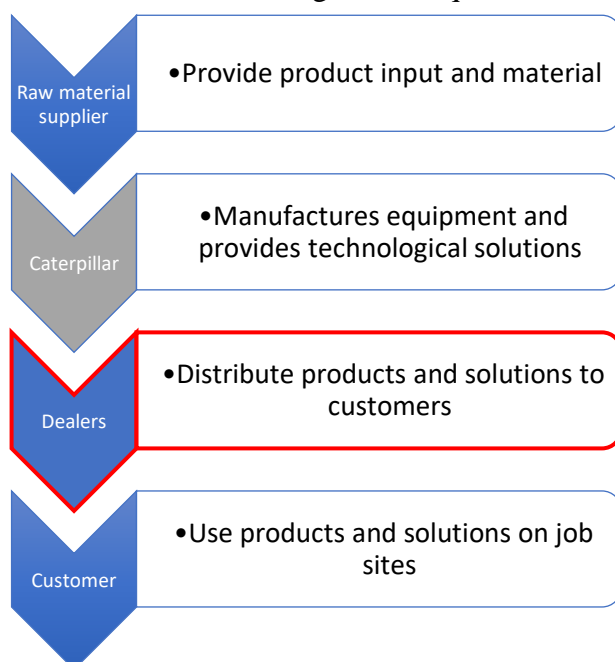 Raw material
supplier
•Provide product input and material
Caterpillar
•Manufactures equipment and
provides technological solutions
Dealers
•Distribute products and solutions to
customers
Customer
•Use products and solutions on job
sites